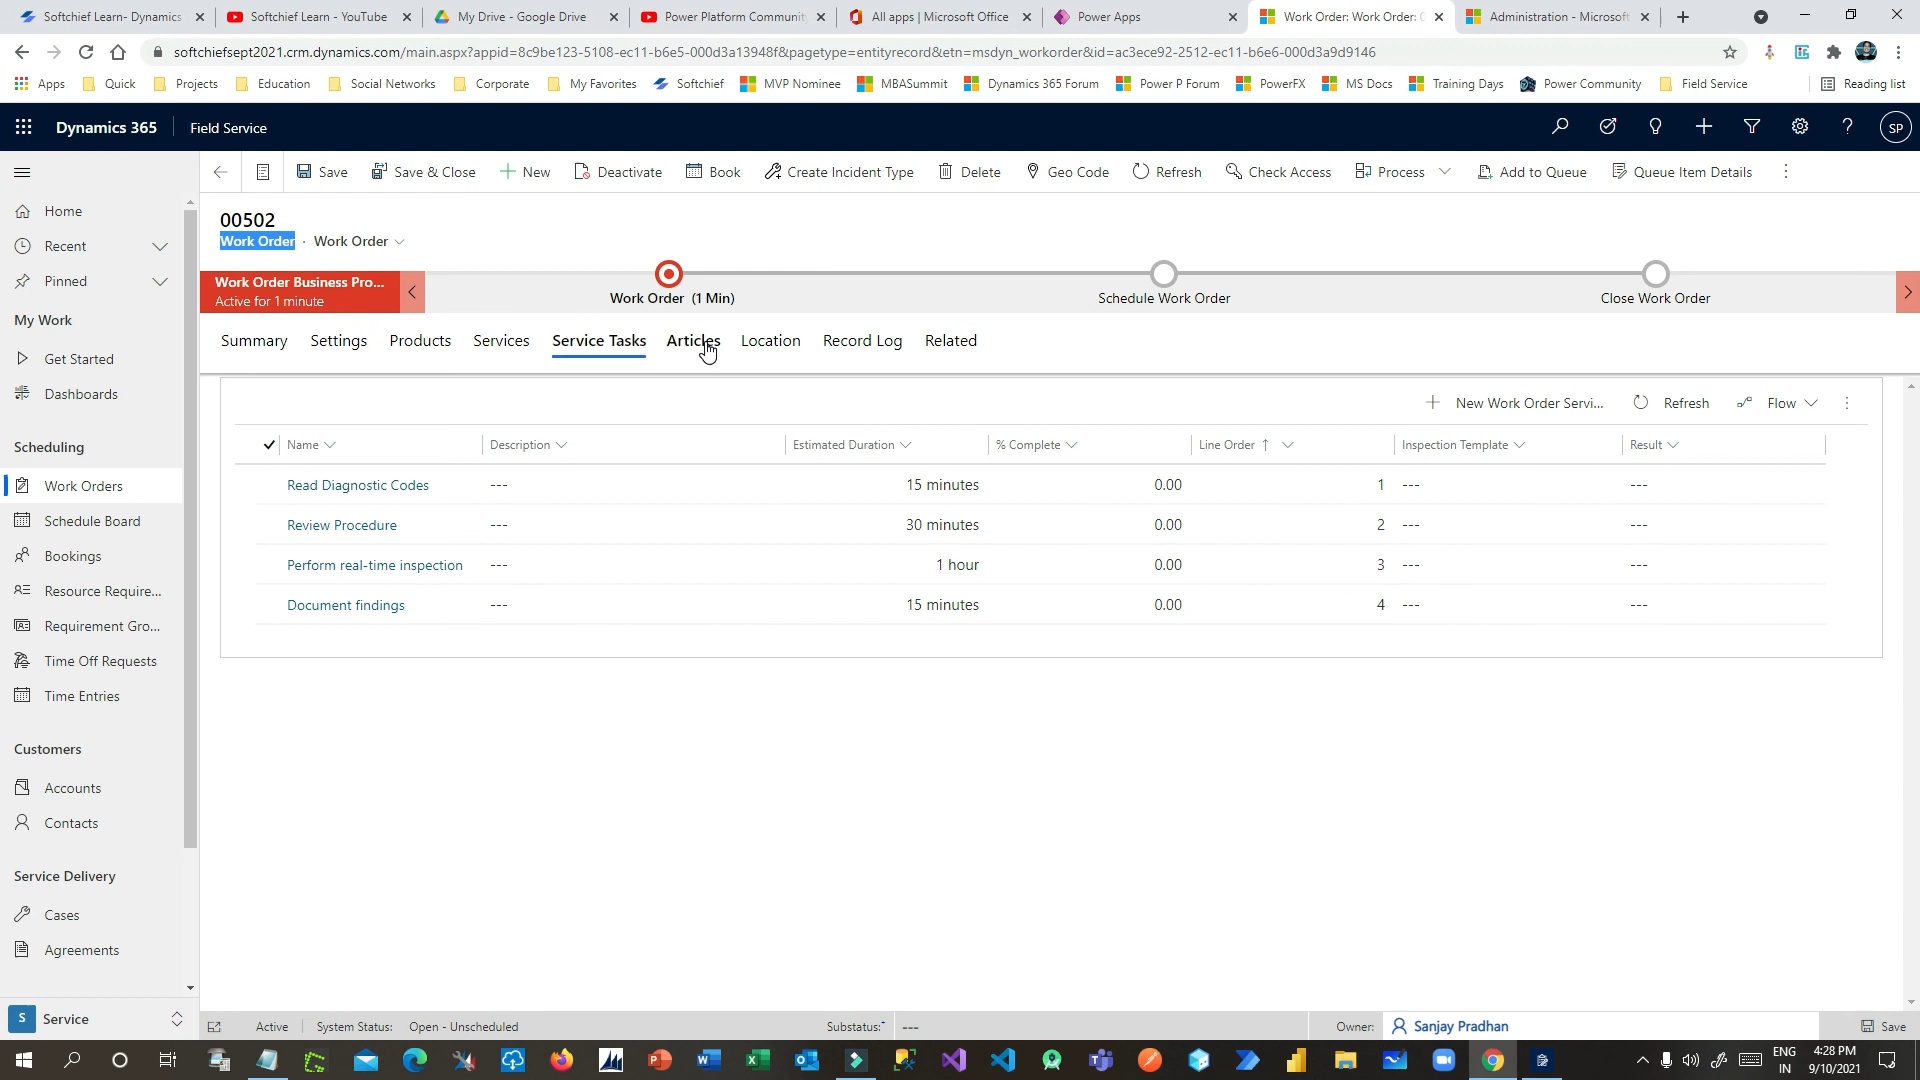 Softchief Learn- Dynamics
Softchief Learn - YouTube
My Drive - Google Drive
Power Platform Communit
All apps | Microsoft Office
Power Apps
Work Order: Work Order: 0
Administration - Microsoft
softchiefsept2021.crm.dynamics.com/main.aspx?appid=8c9be123-5108-ec11-b6e5-000d3a13948f&pagetype=entityrecord&etn=msdyn_workorder&id=ac3ece92-2512-ec11-b6e6-000d3a9d9146
Apps Quick Projects Education Social Networks Corporate My Favorites Softchief MVP Nominee MBASummit Dynamics 365 Forum Power P Forum PowerFX MS Docs Training Days Power Community Field Service Reading list
Dynamics 365 Field Service SP
Save Save & Close New Deactivate Book Create Incident Type Delete Geo Code Refresh Check Access Process Add to Queue Queue Item Details
Home
Recent
Pinned
My Work
Get Started
Dashboards
Scheduling
Work Orders
Schedule Board
Bookings
Resource Require...
Requirement Gro...
Time Off Requests
Time Entries
Customers
Accounts
Contacts
Service Delivery
Cases
Agreements
S Service
00502
Work Order · Work Order
Work Order Business Pro...
Active for 1 minute
Work Order (1 Min)
Schedule Work Order
Close Work Order
Summary Settings Products Services Service Tasks Articles Location Record Log Related
New Work Order Servi... Refresh Flow
Name Description Estimated Duration % Complete Line Order ↑ Inspection Template Result
Read Diagnostic Codes --- 15 minutes 0.00 1 --- ---
Review Procedure --- 30 minutes 0.00 2 --- ---
Perform real-time inspection --- 1 hour 0.00 3 --- ---
Document findings --- 15 minutes 0.00 4 --- ---
Active System Status: Open - Unscheduled Substatus:* --- Owner: Sanjay Pradhan Save
ENG
IN
4:28 PM
9/10/2021